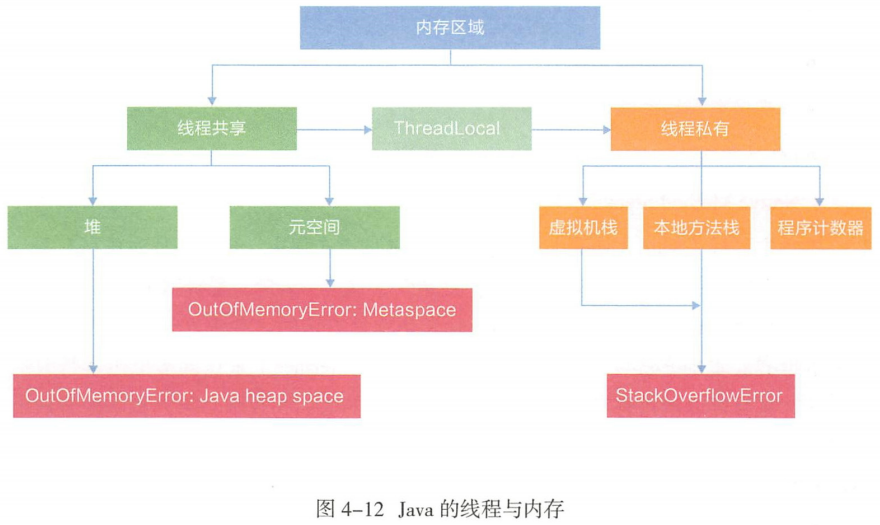 内存区域
线程共享
ThreadLocal
线程私有
堆
元空间
虚拟机栈
本地方法栈
程序计数器
OutOfMemoryError: Metaspace
OutOfMemoryError: Java heap space
StackOverflowError
图 4-12 Java 的线程与内存